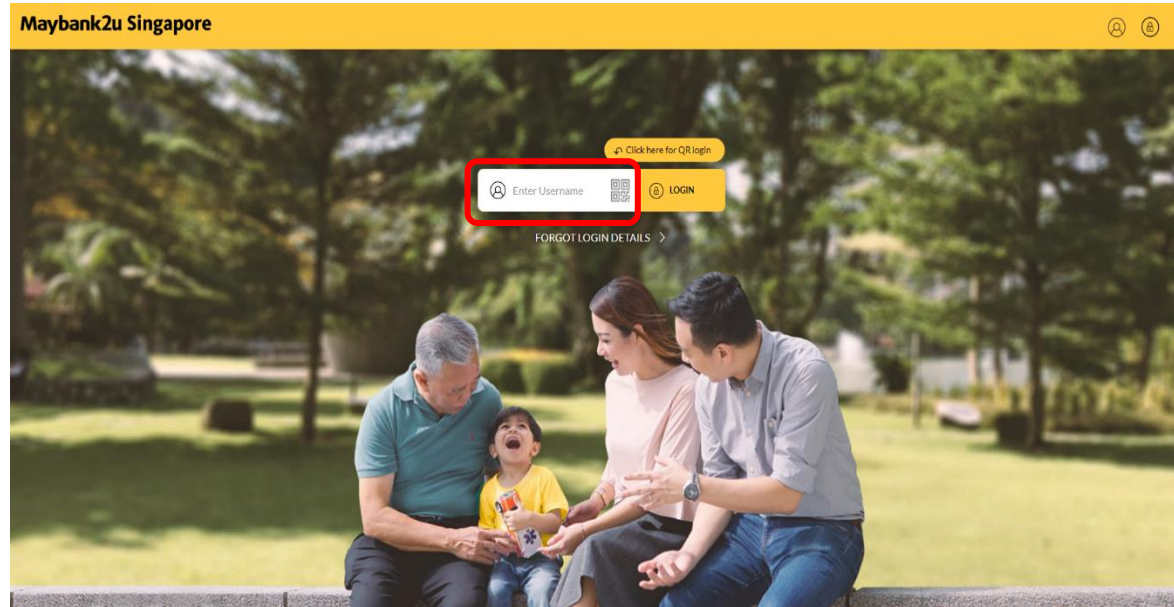 Maybank2u Singapore
Click here for QR login
Enter Username
LOGIN
FORGOT LOGIN DETAILS >